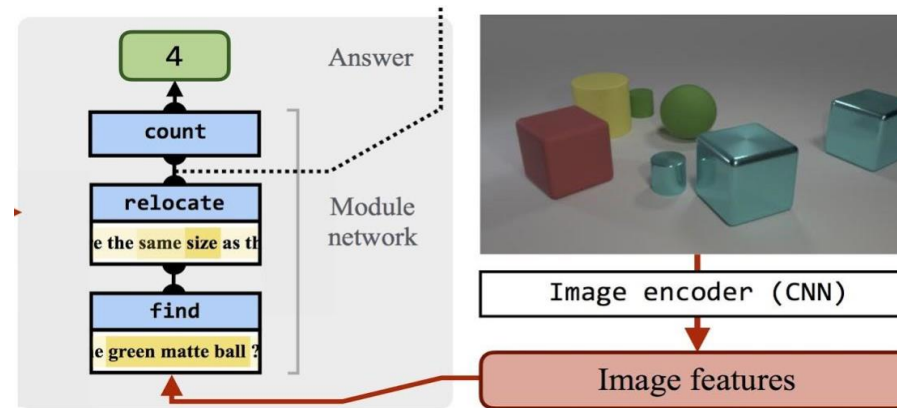 4
Answer
count
relocate
e the same size as th
Module
network
find
e green matte ball ?
Image encoder (CNN)
Image features